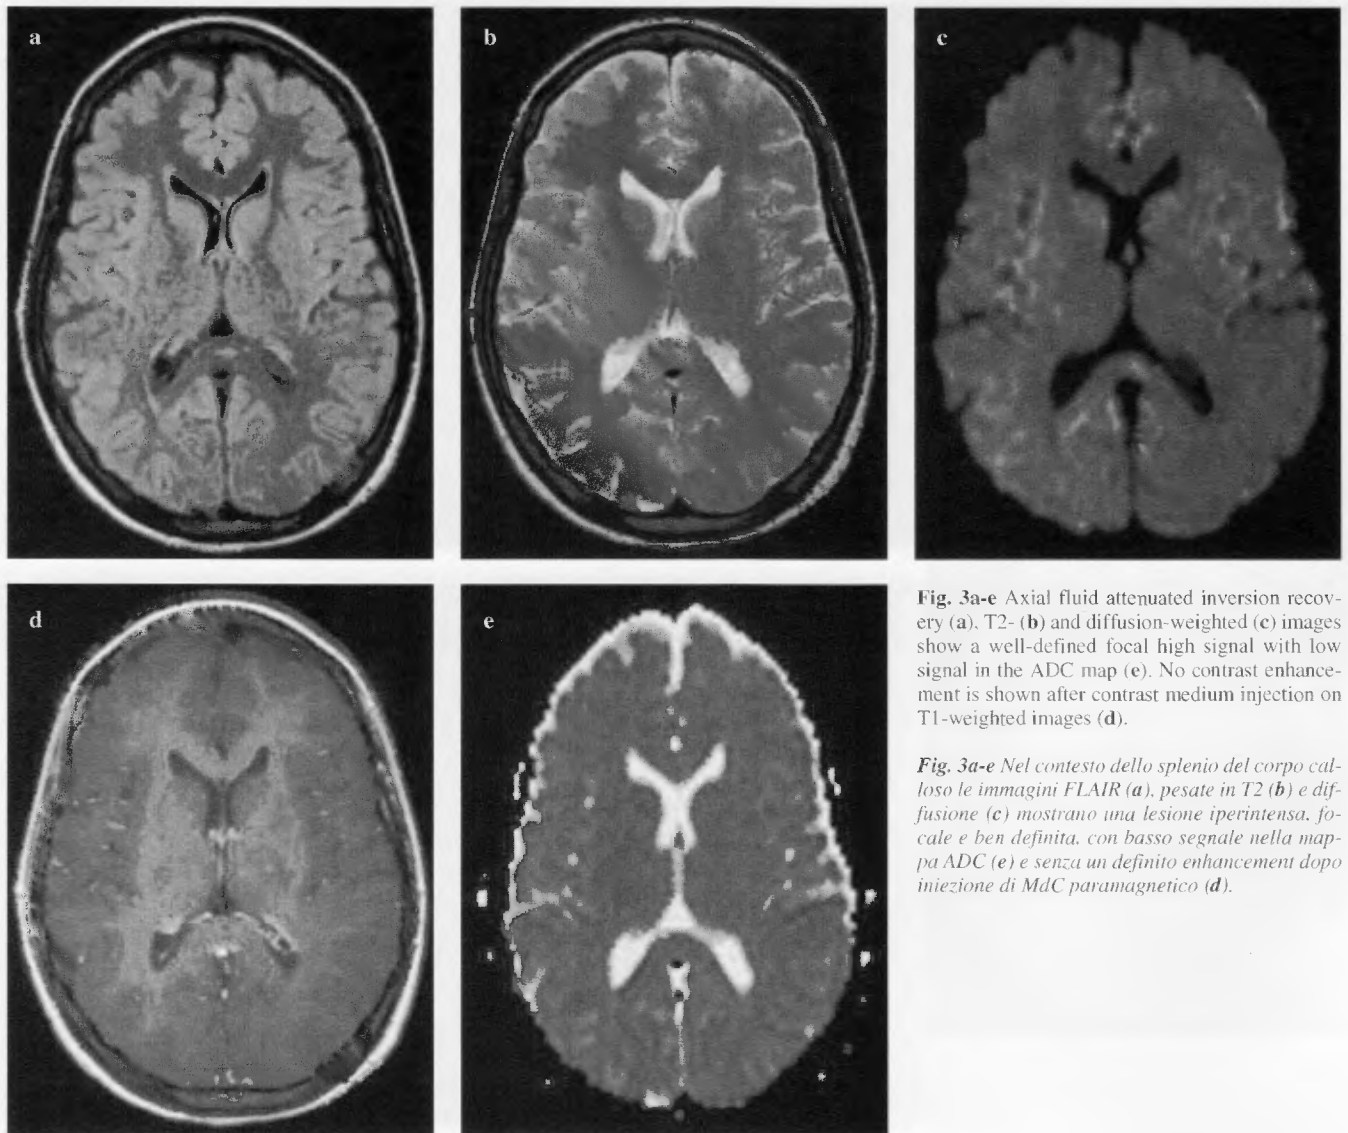 a
b
c
d
e
Fig. 3a-e Axial fluid attenuated inversion recov-
ery (a), T2- (b) and diffusion-weighted (c) images
show a well-defined focal high signal with low
signal in the ADC map (e). No contrast enhance-
ment is shown after contrast medium injection on
T1-weighted images (d).
Fig. 3a-e Nel contesto dello splenio del corpo cal-
loso le immagini FLAIR (a), pesate in T2 (b) e dif-
fusione (c) mostrano una lesione iperintensa, fo-
cale e ben definita, con basso segnale nella map-
pa ADC (e) e senza un definito enhancement dopo
iniezione di MdC paramagnetico (d).